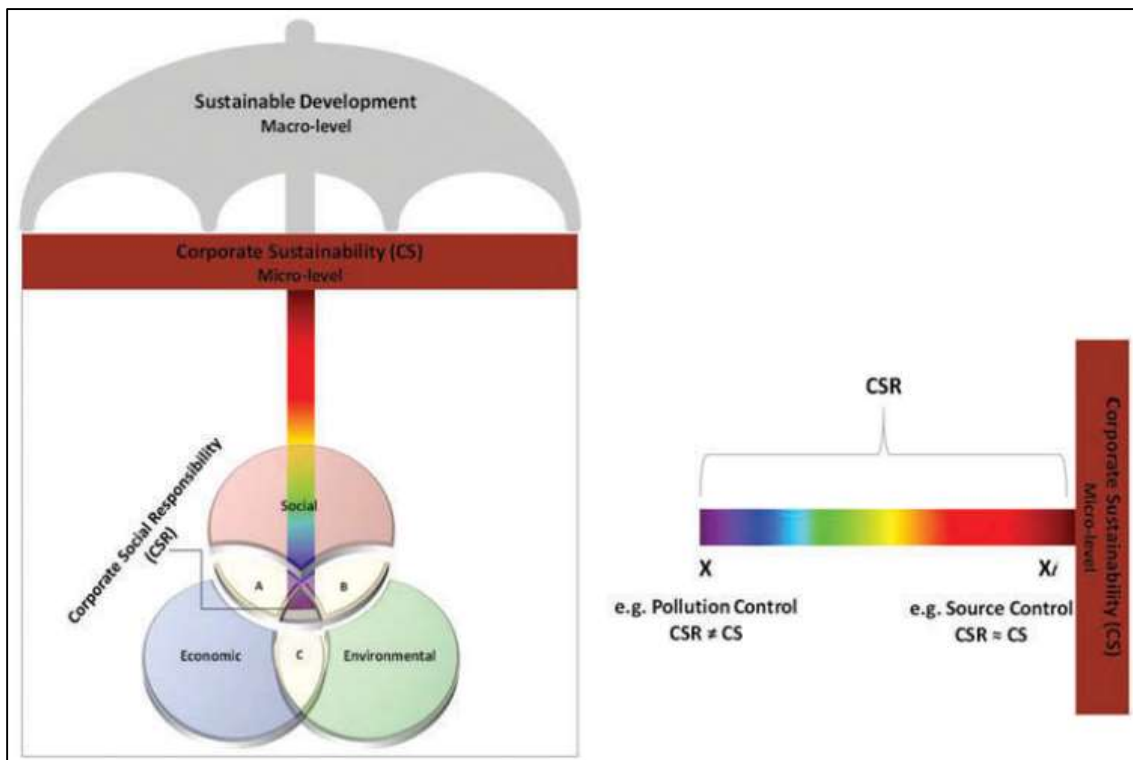 Sustainable Development
Macro-level
Corporate Sustainability (CS)
Micro-level
Corporate Social Responsibility
(CSR)
Social
A
B
Economic
C
Environmental
CSR
X
Xi
e.g. Pollution Control
CSR ≠ CS
e.g. Source Control
CSR ≈ CS
Corporate Sustainability (CS)
Micro-level